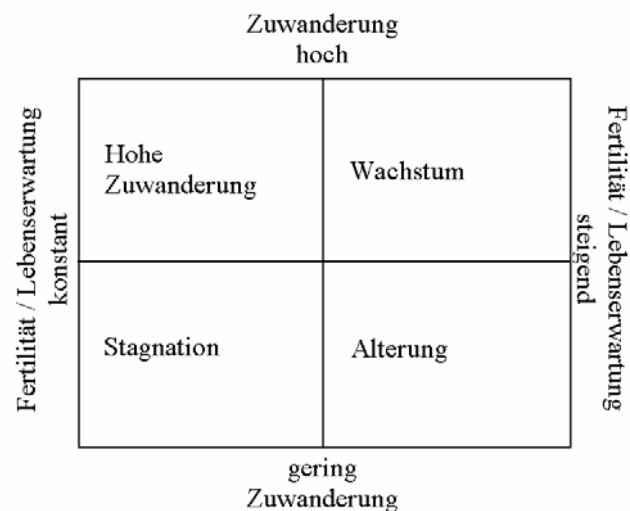 Zuwanderung
hoch
Fertilität / Lebenserwartung
konstant
Hohe
Zuwanderung
Wachstum
Fertilität / Lebenserwartung
steigend
Stagnation
Alterung
gering
Zuwanderung